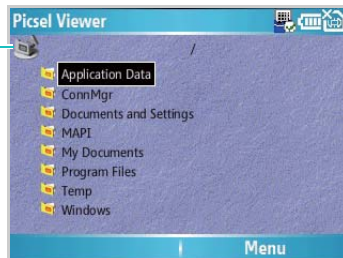 Picsel Viewer
/
Application Data
ConnMgr
Documents and Settings
MAPI
My Documents
Program Files
Temp
Windows
Menu